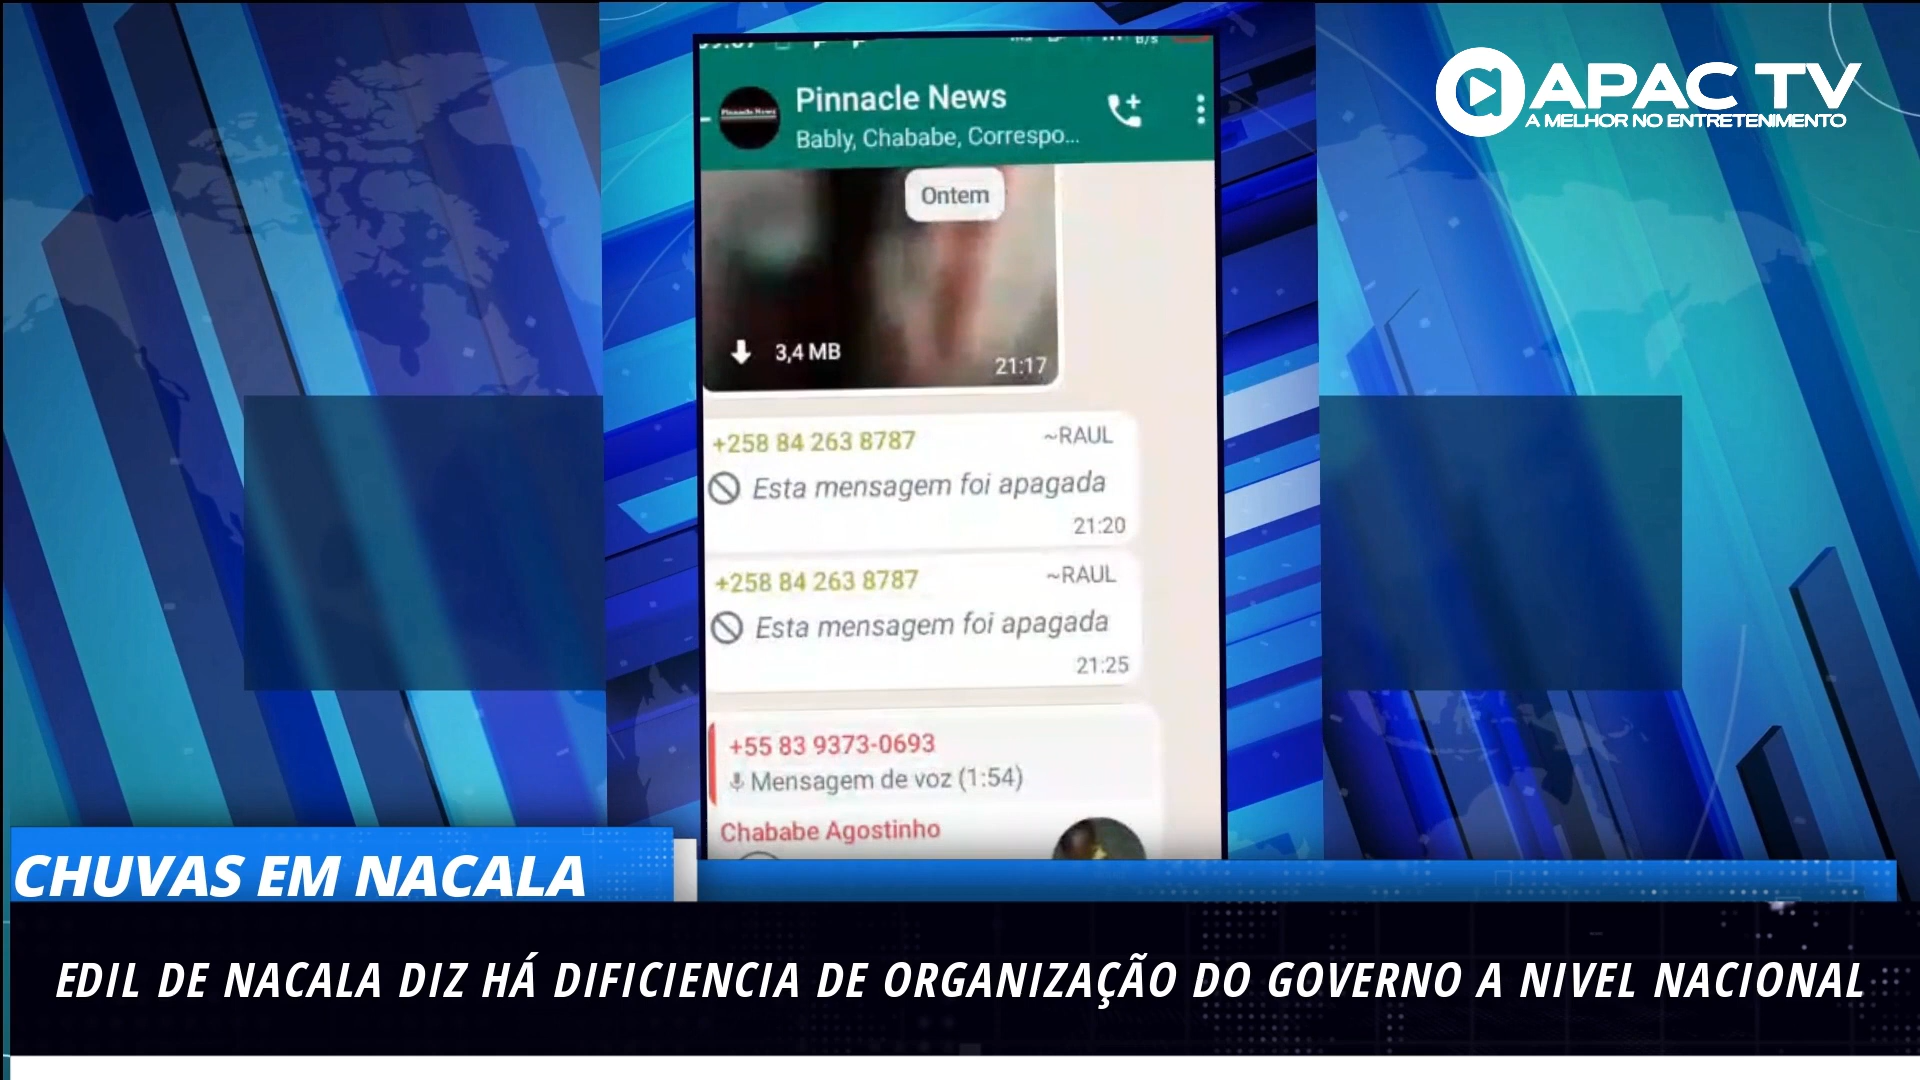 APAC TV
A MELHOR NO ENTRETENIMENTO
Pinnacle News
Bably, Chababe, Correspo...
Ontem
3,4 MB
21:17
+258 84 263 8787 ~RAUL
Esta mensagem foi apagada
21:20
+258 84 263 8787 ~RAUL
Esta mensagem foi apagada
21:25
+55 83 9373-0693
Mensagem de voz (1:54)
Chababe Agostinho
CHUVAS EM NACALA
EDIL DE NACALA DIZ HÁ DIFICIENCIA DE ORGANIZAÇÃO DO GOVERNO A NIVEL NACIONAL